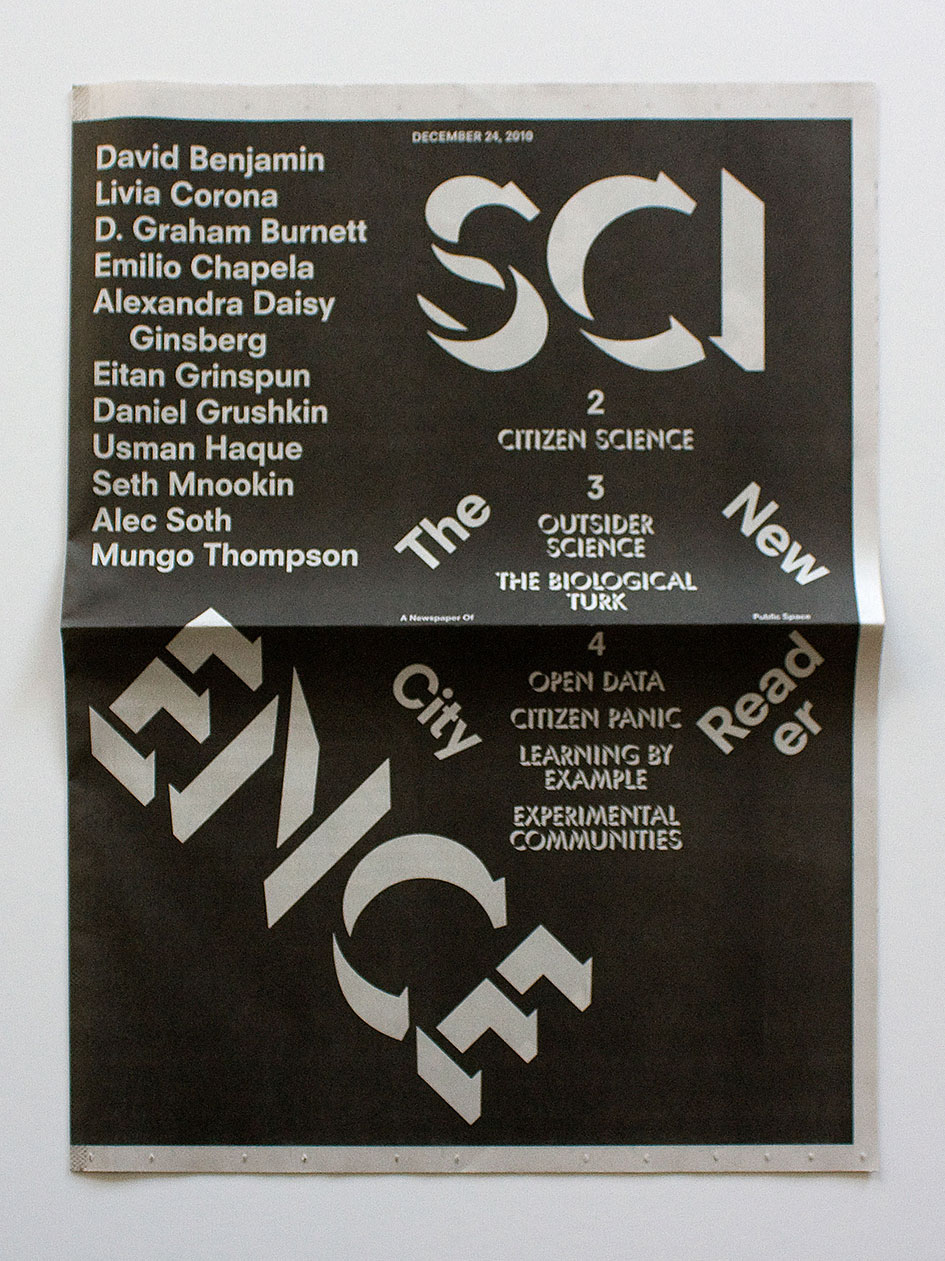 DECEMBER 24, 2010
David Benjamin
Livia Corona
D. Graham Burnett
Emilio Chapela
Alexandra Daisy
Ginsberg
Eitan Grinspun
Daniel Grushkin
Usman Haque
Seth Mnookin
Alec Soth
Mungo Thompson
SCI
ENCE
2
CITIZEN SCIENCE
3
OUTSIDER
SCIENCE
THE BIOLOGICAL
TURK
4
OPEN DATA
CITIZEN PANIC
LEARNING BY
EXAMPLE
EXPERIMENTAL
COMMUNITIES
The
New
City
Read
er
A Newspaper Of
Public Space